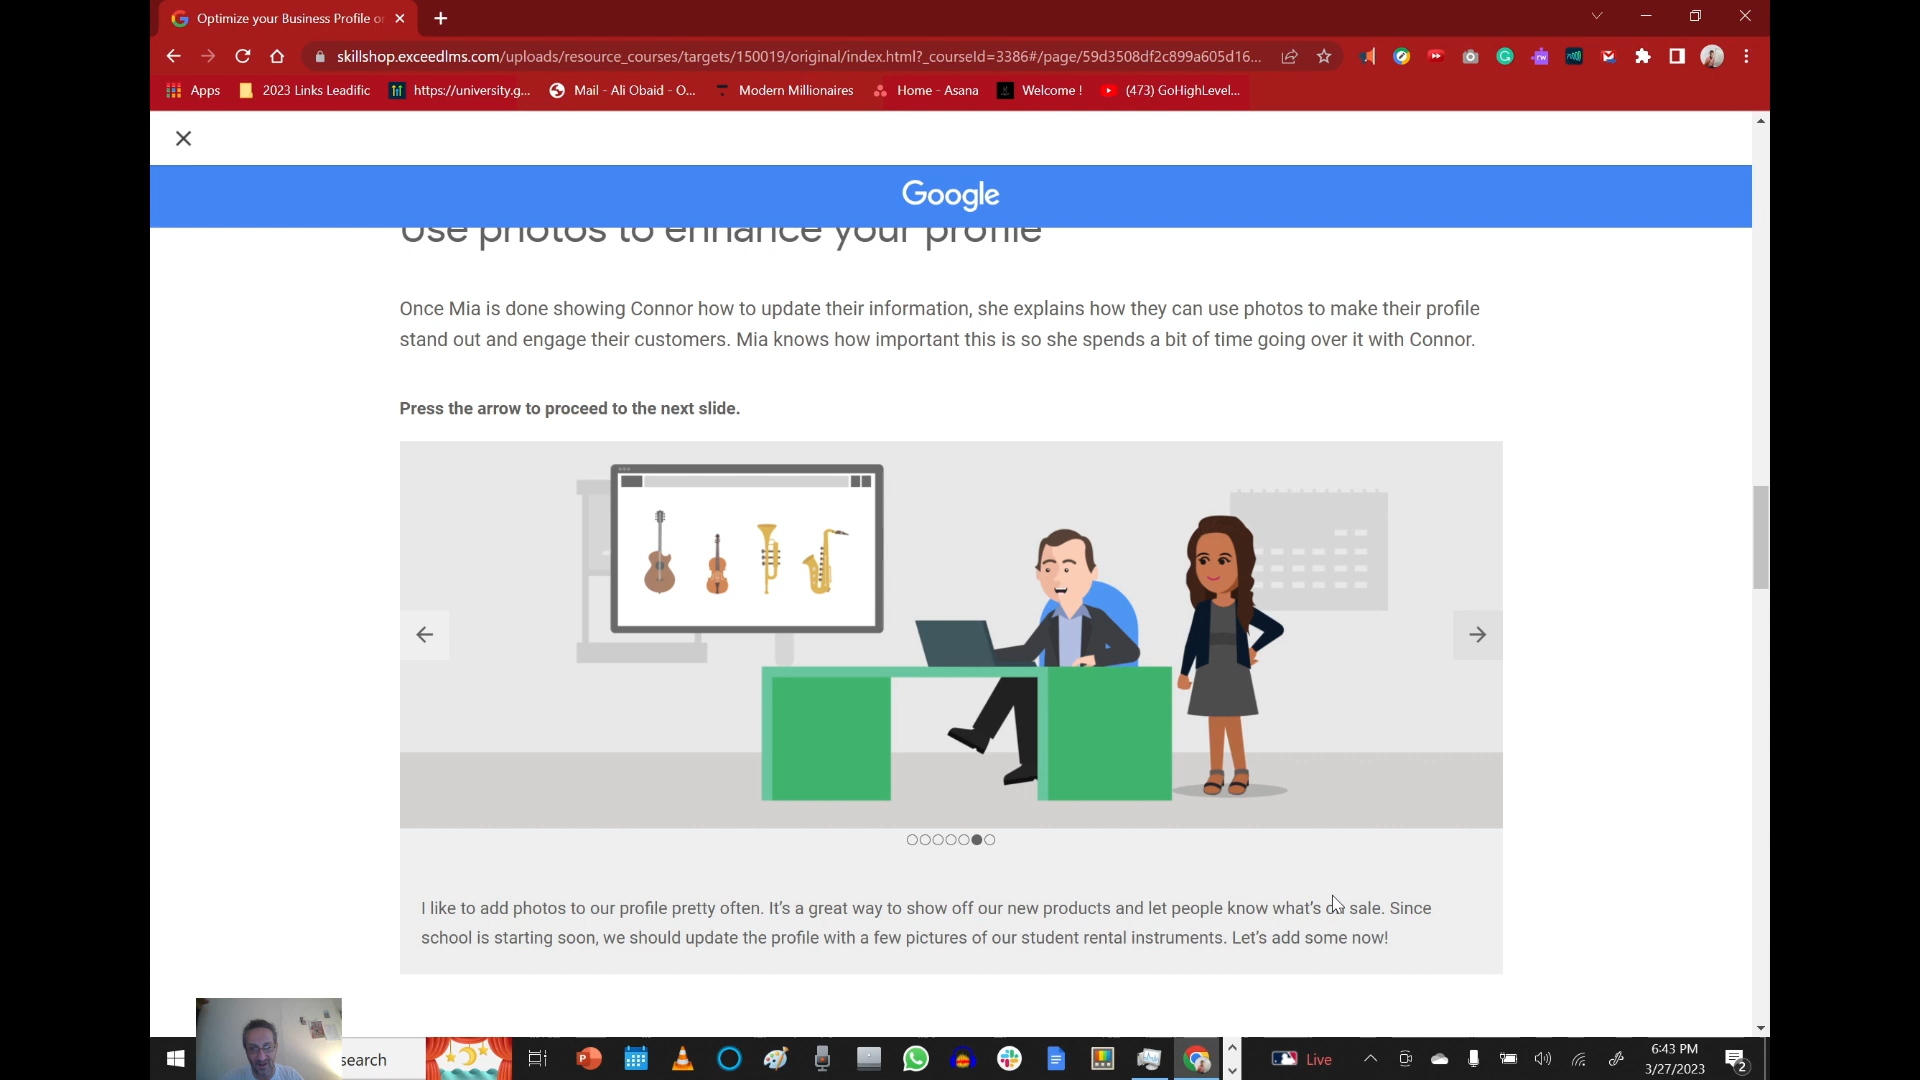 Optimize your Business Profile or
skillshop.exceedlms.com/uploads/resource_courses/targets/150019/original/index.html?_courseId=3386#/page/59d3508df2c899a605d16...
Apps
2023 Links Leadific
https://university.g...
Mail - Ali Obaid - O...
Modern Millionaires
Home - Asana
Welcome !
(473) GoHighLevel...
Google
Use photos to enhance your profile
Once Mia is done showing Connor how to update their information, she explains how they can use photos to make their profile
stand out and engage their customers. Mia knows how important this is so she spends a bit of time going over it with Connor.
Press the arrow to proceed to the next slide.
I like to add photos to our profile pretty often. It's a great way to show off our new products and let people know what's on sale. Since
school is starting soon, we should update the profile with a few pictures of our student rental instruments. Let's add some now!
search
Live
6:43 PM
3/27/2023
2